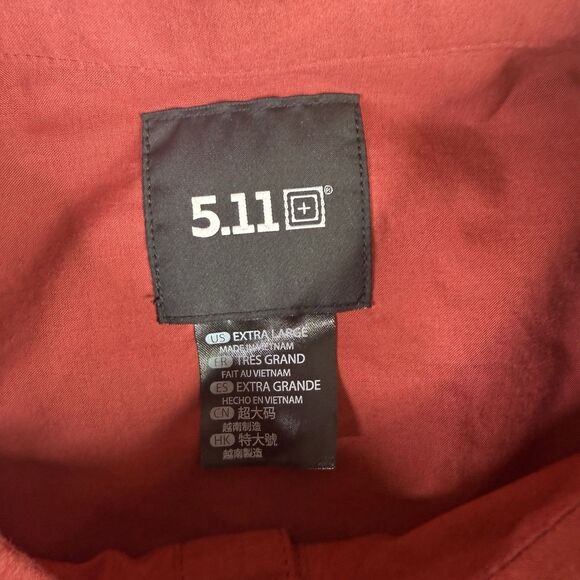 5.11®
US EXTRA LARGE
MADE IN VIETNAM
FR TRÈS GRAND
FAIT AU VIETNAM
ES EXTRA GRANDE
HECHO EN VIETNAM
CN 超大码
越南制造
HK 特大號
越南製造